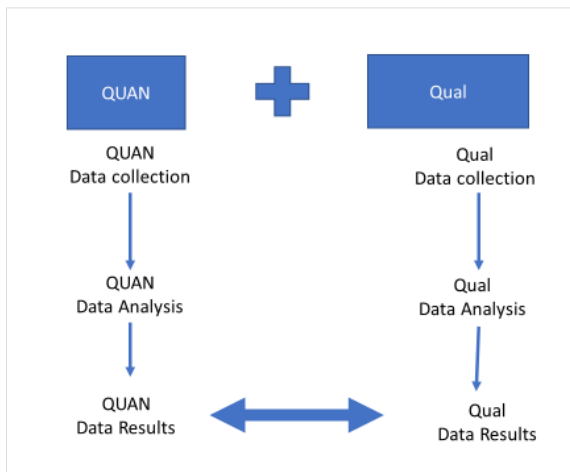 QUAN
Qual
QUAN
Data collection
Qual
Data collection
QUAN
Data Analysis
Qual
Data Analysis
QUAN
Data Results
Qual
Data Results